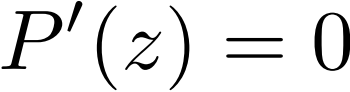 P′(z) = 0